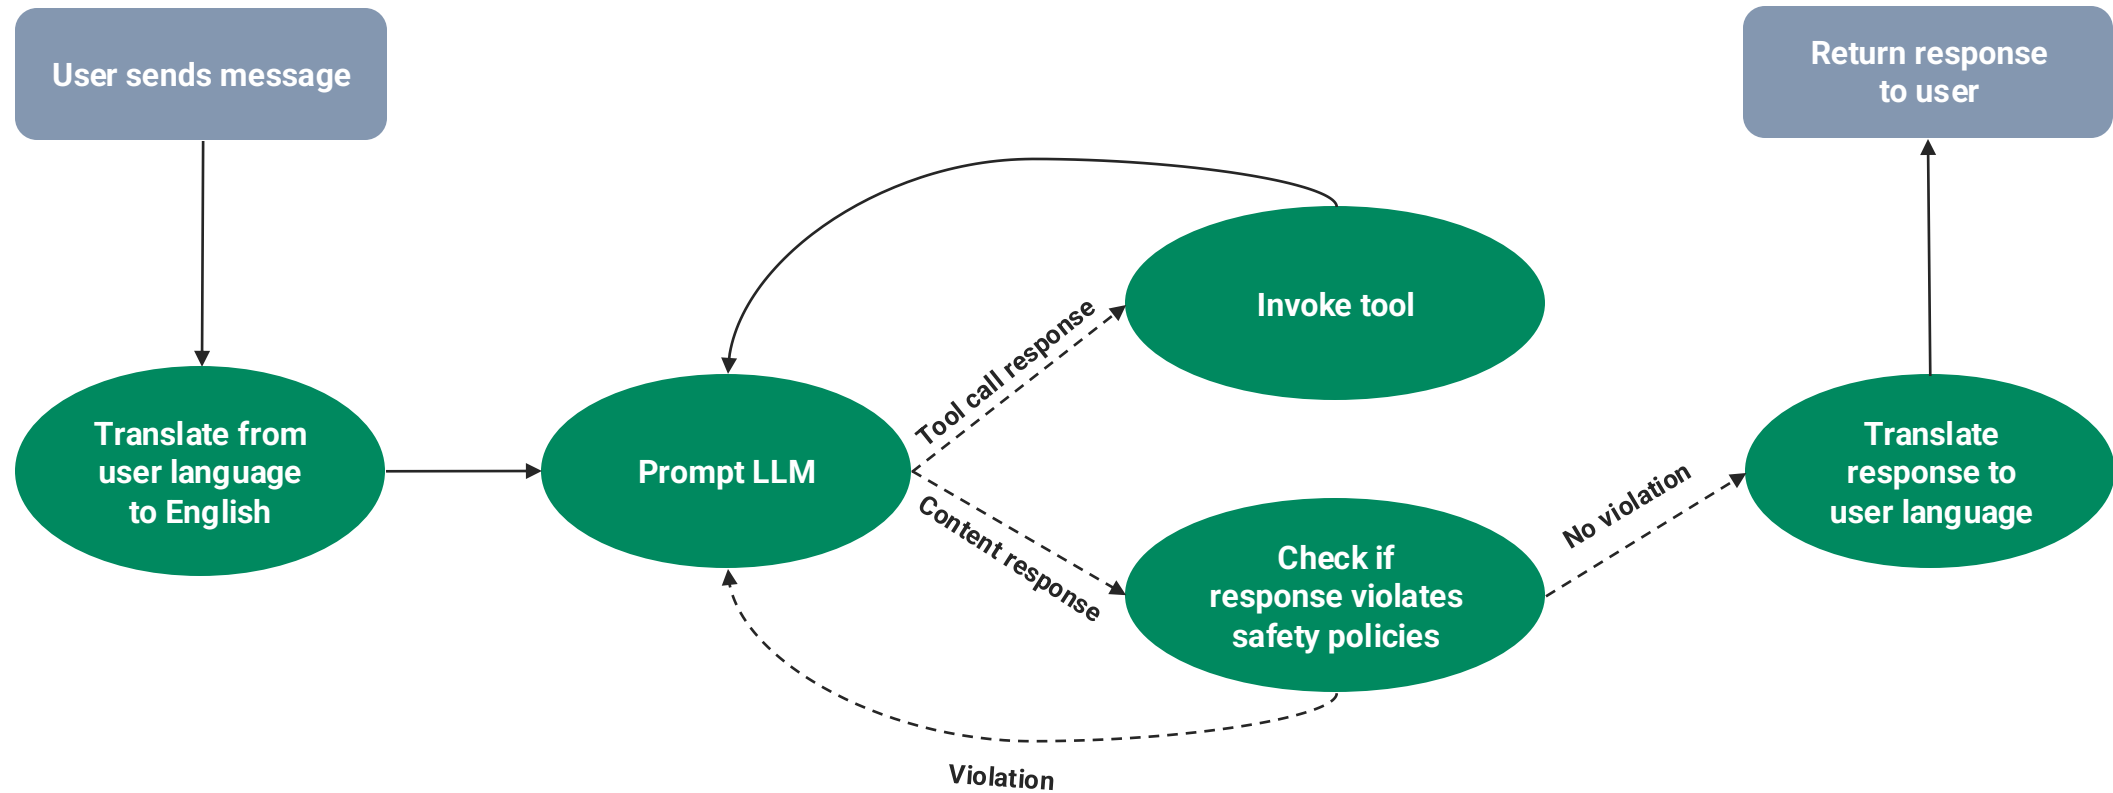 User sends message
Return response
to user
Invoke tool
Tool call response
Translate from
user language
to English
Prompt LLM
Content response
Check if
response violates
safety policies
No violation
Translate
response to
user language
Violation